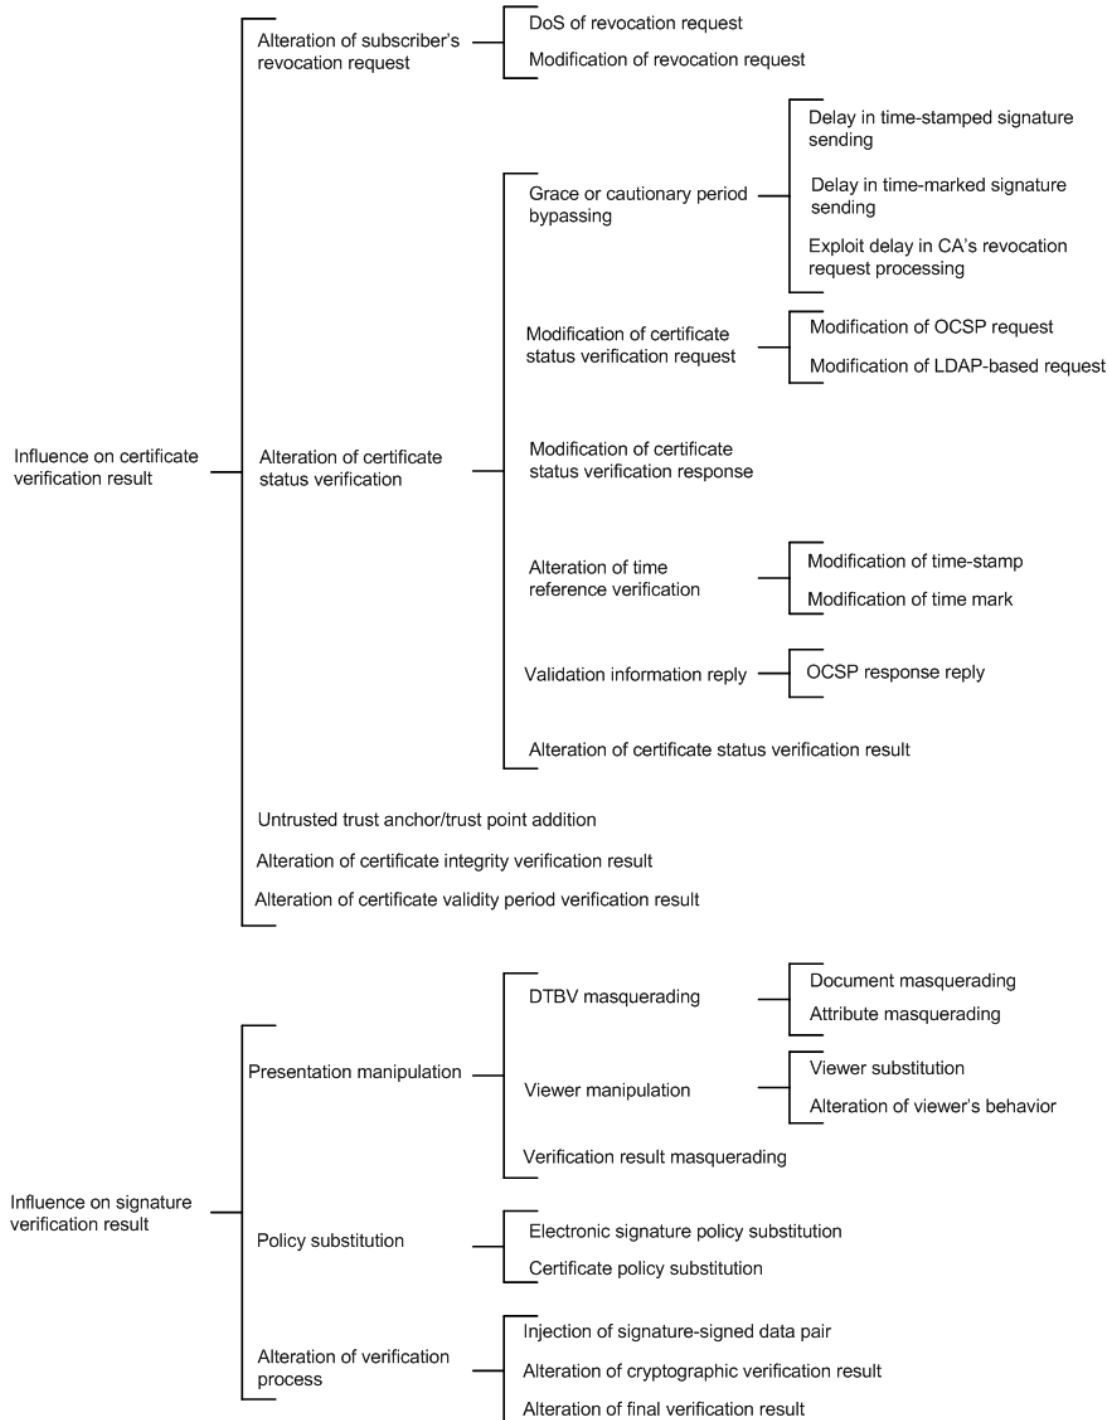 DoS of revocation request
Alteration of subscriber's
revocation request
Modification of revocation request
Delay in time-stamped signature
sending
Grace or cautionary period
bypassing
Delay in time-marked signature
sending
Exploit delay in CA's revocation
request processing
Modification of certificate
status verification request
Modification of OCSP request
Modification of LDAP-based request
Influence on certificate
verification result
Alteration of certificate
status verification
Modification of certificate
status verification response
Alteration of time
reference verification
Modification of time-stamp
Modification of time mark
Validation information reply
OCSP response reply
Alteration of certificate status verification result
Untrusted trust anchor/trust point addition
Alteration of certificate integrity verification result
Alteration of certificate validity period verification result
DTBV masquerading
Document masquerading
Attribute masquerading
Presentation manipulation
Viewer manipulation
Viewer substitution
Alteration of viewer's behavior
Verification result masquerading
Influence on signature
verification result
Policy substitution
Electronic signature policy substitution
Certificate policy substitution
Alteration of verification
process
Injection of signature-signed data pair
Alteration of cryptographic verification result
Alteration of final verification result